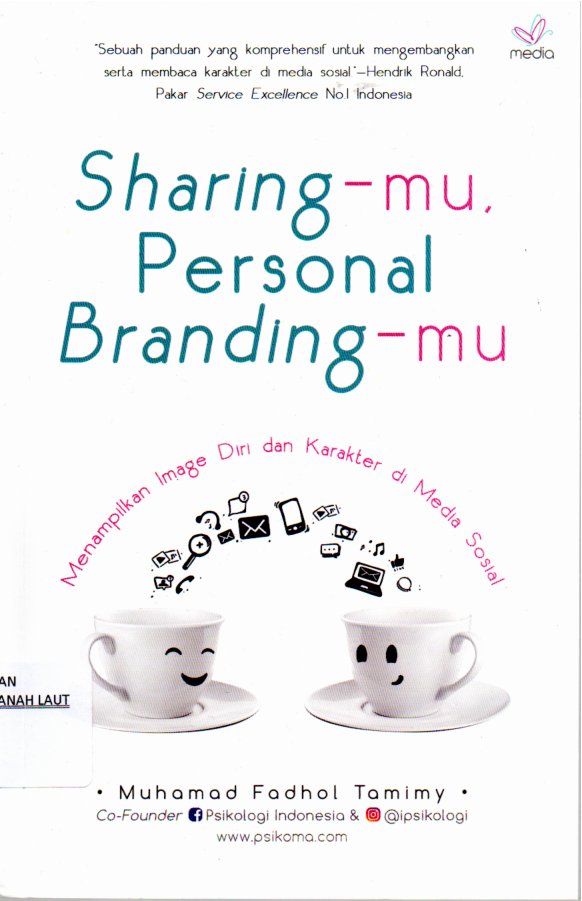 media
"Sebuah panduan yang komprehensif untuk mengembangkan
serta membaca karakter di media sosial."—Hendrik Ronald,
Pakar Service Excellence No.1 Indonesia
Sharing-mu,
Personal
Branding-mu
Menampilkan Image Diri dan Karakter di Media Sosial
AN
ANAH LAUT
• Muhamad Fadhol Tamimy •
Co-Founder Psikologi Indonesia & @ipsikologi
www.psikoma.com